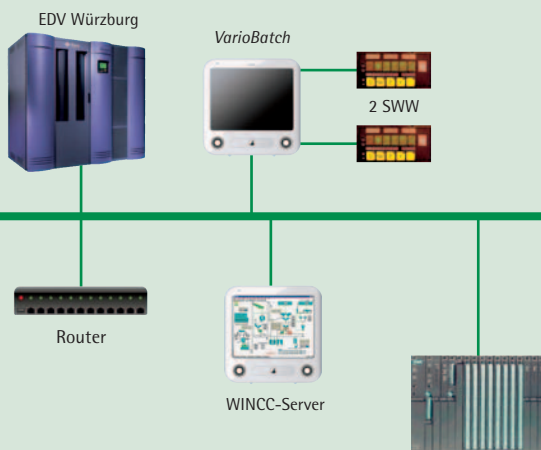 EDV Würzburg
VarioBatch
2 SWW
Router
WINCC-Server